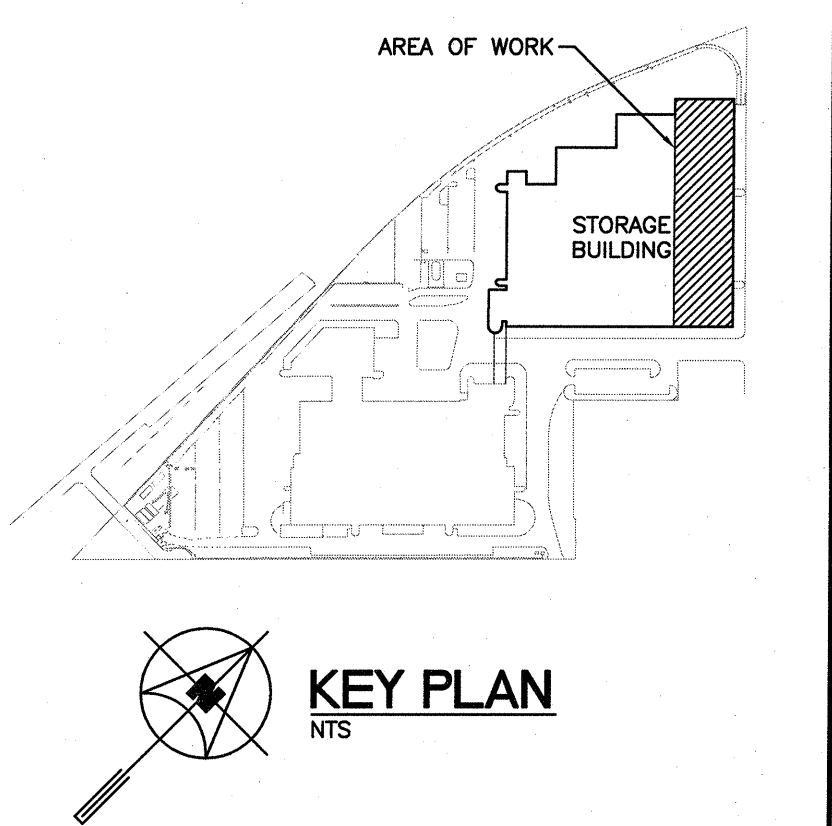 AREA OF WORK
STORAGE
BUILDING
N
KEY PLAN
NTS